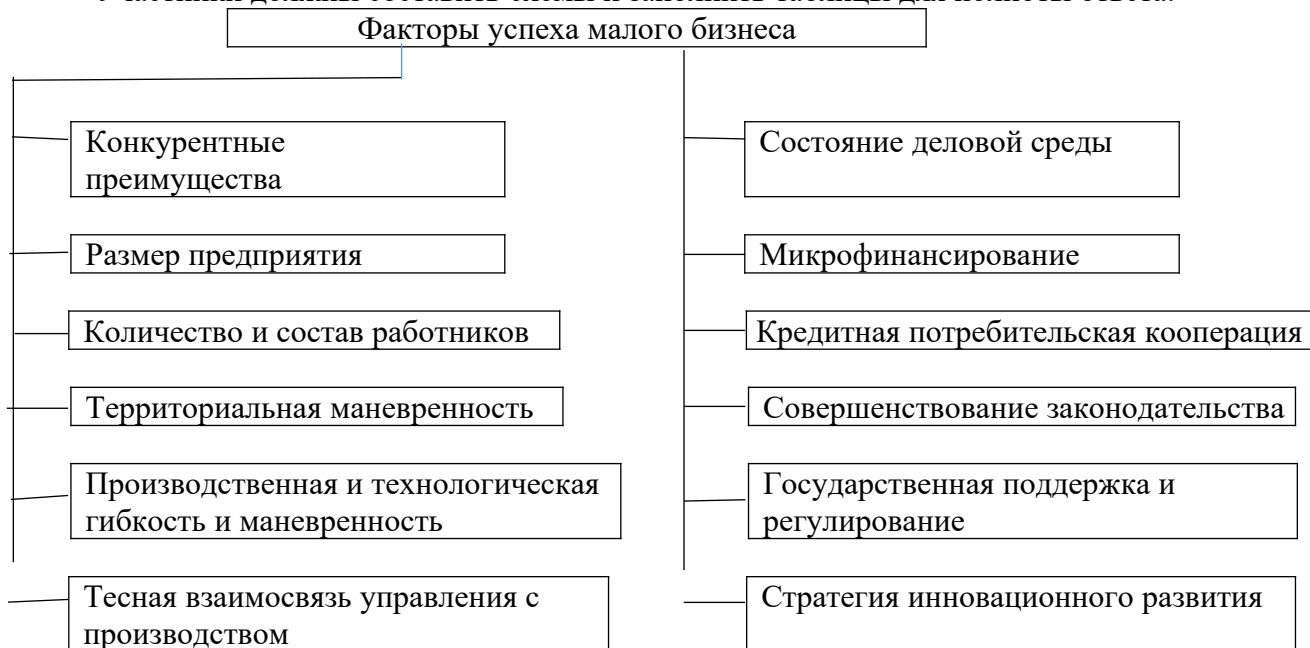 Факторы успеха малого бизнеса
Конкурентные
преимущества
Размер предприятия
Количество и состав работников
Территориальная маневренность
Производственная и технологическая
гибкость и маневренность
Тесная взаимосвязь управления с
производством
Состояние деловой среды
Микрофинансирование
Кредитная потребительская кооперация
Совершенствование законодательства
Государственная поддержка и
регулирование
Стратегия инновационного развития